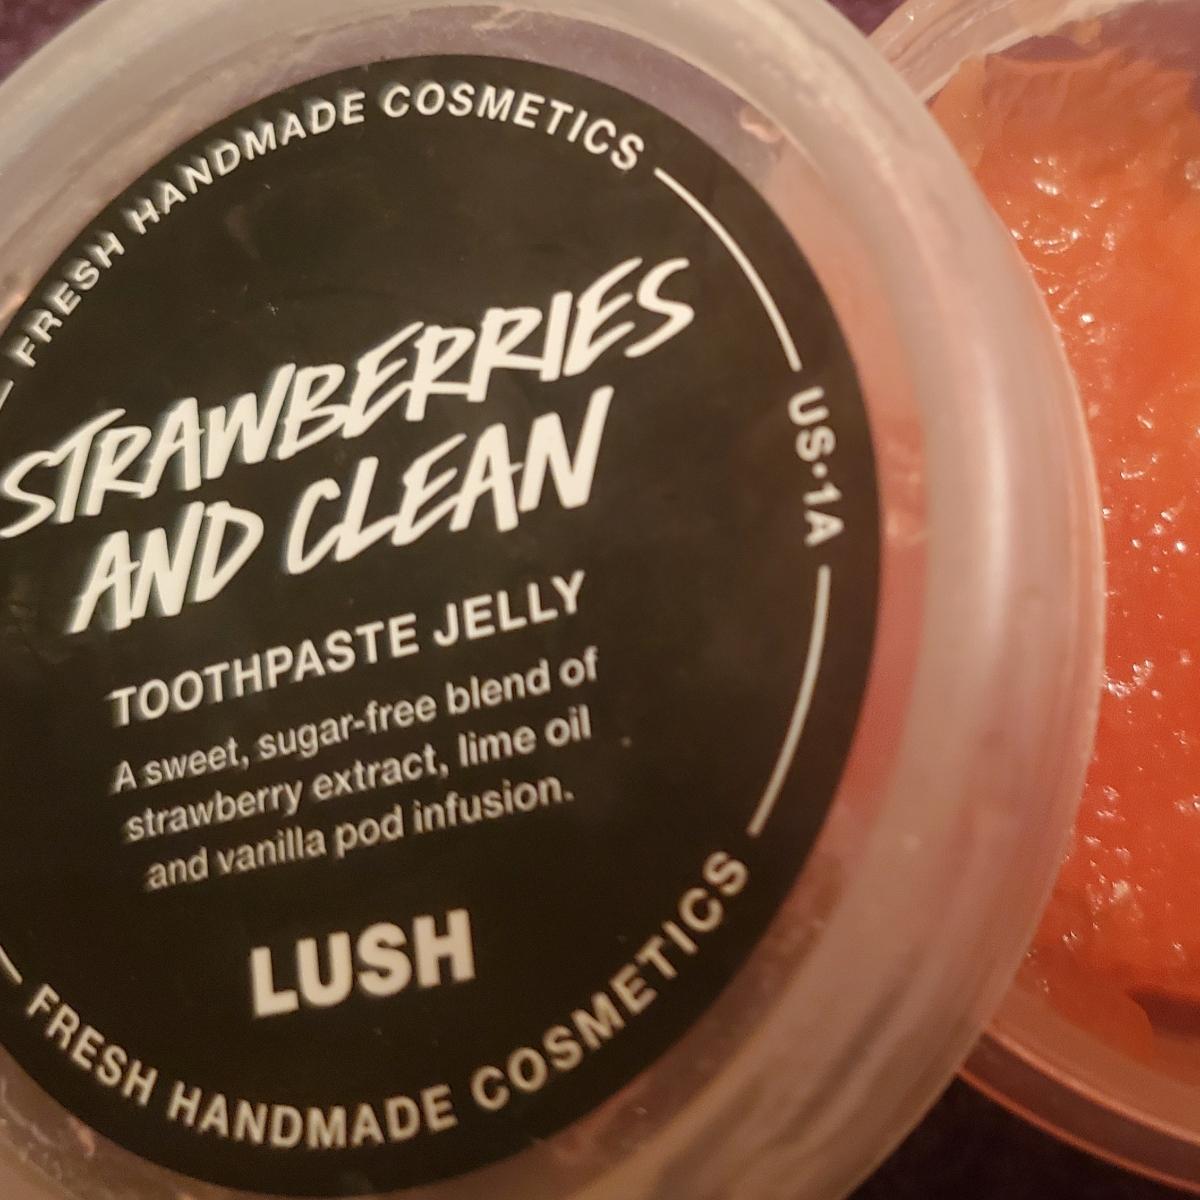 FRESH HANDMADE COSMETICS
US•1A
STRAWBERRIES
AND CLEAN
TOOTHPASTE JELLY
A sweet, sugar-free blend of
strawberry extract, lime oil
and vanilla pod infusion.
LUSH
FRESH HANDMADE COSMETICS